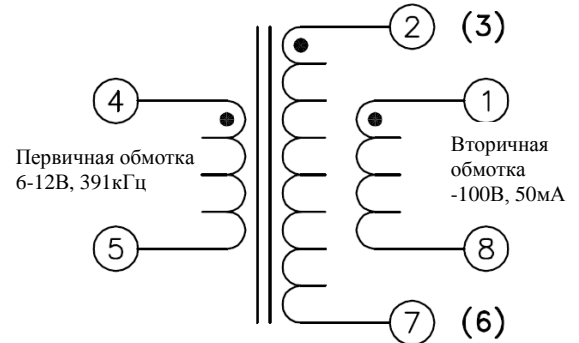 2 (3)
4
1
Первичная обмотка
6-12В, 391кГц
Вторичная
обмотка
-100В, 50мА
5
8
7 (6)